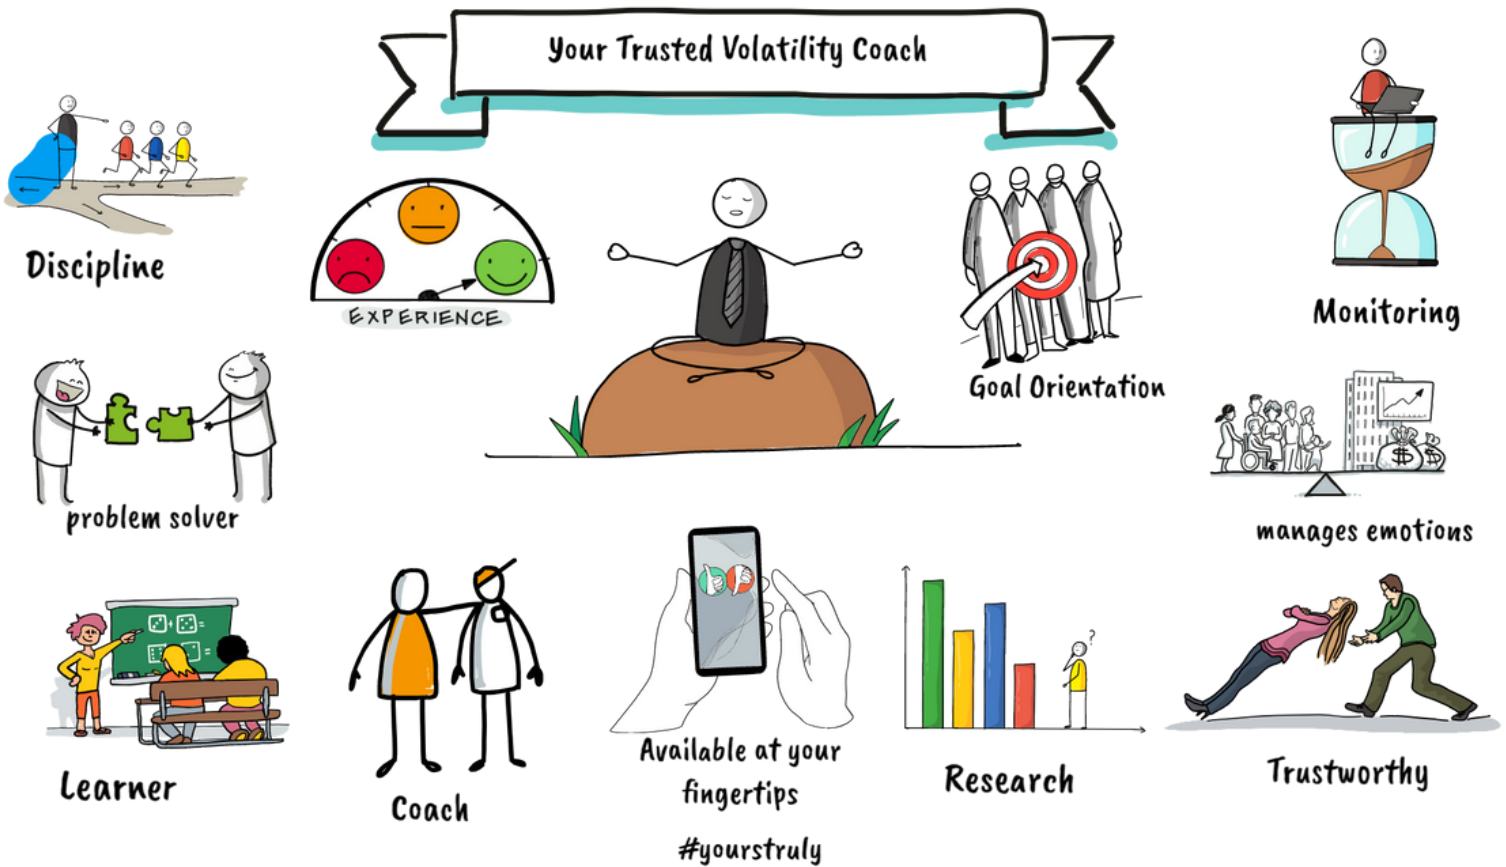 Your Trusted Volatility Coach
Discipline
EXPERIENCE
Goal Orientation
Monitoring
problem solver
$ $
manages emotions
+ =
=
?
Learner
Coach
Available at your
fingertips
#yourstruly
Research
Trustworthy